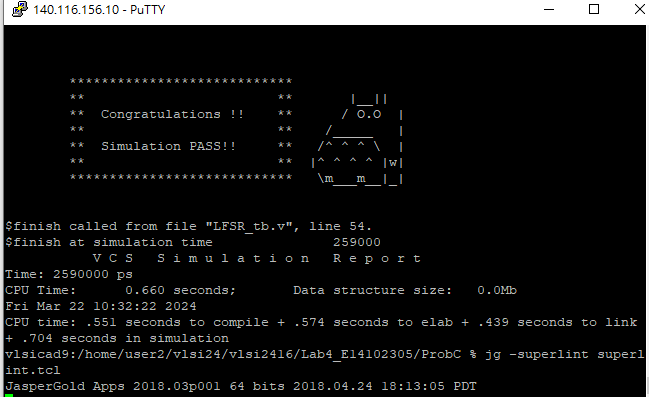 140.116.156.10 - PuTTY
****************************
**                        **       |__||
**  Congratulations !!    **      / O.O  |
**                        **    /_____   |
**  Simulation PASS!!     **   /^ ^ ^ \  |
**                        **  |^ ^ ^ ^ |w|
****************************   \m___m__|_|
$finish called from file "LFSR_tb.v", line 54.
$finish at simulation time               259000
           V C S   S i m u l a t i o n   R e p o r t
Time: 2590000 ps
CPU Time:      0.660 seconds;       Data structure size:   0.0Mb
Fri Mar 22 10:32:22 2024
CPU time: .551 seconds to compile + .574 seconds to elab + .439 seconds to link
+ .704 seconds in simulation
vlsicad9:/home/user2/vlsi24/vlsi2416/Lab4_E14102305/ProbC % jg -superlint superl
int.tcl
JasperGold Apps 2018.03p001 64 bits 2018.04.24 18:13:05 PDT